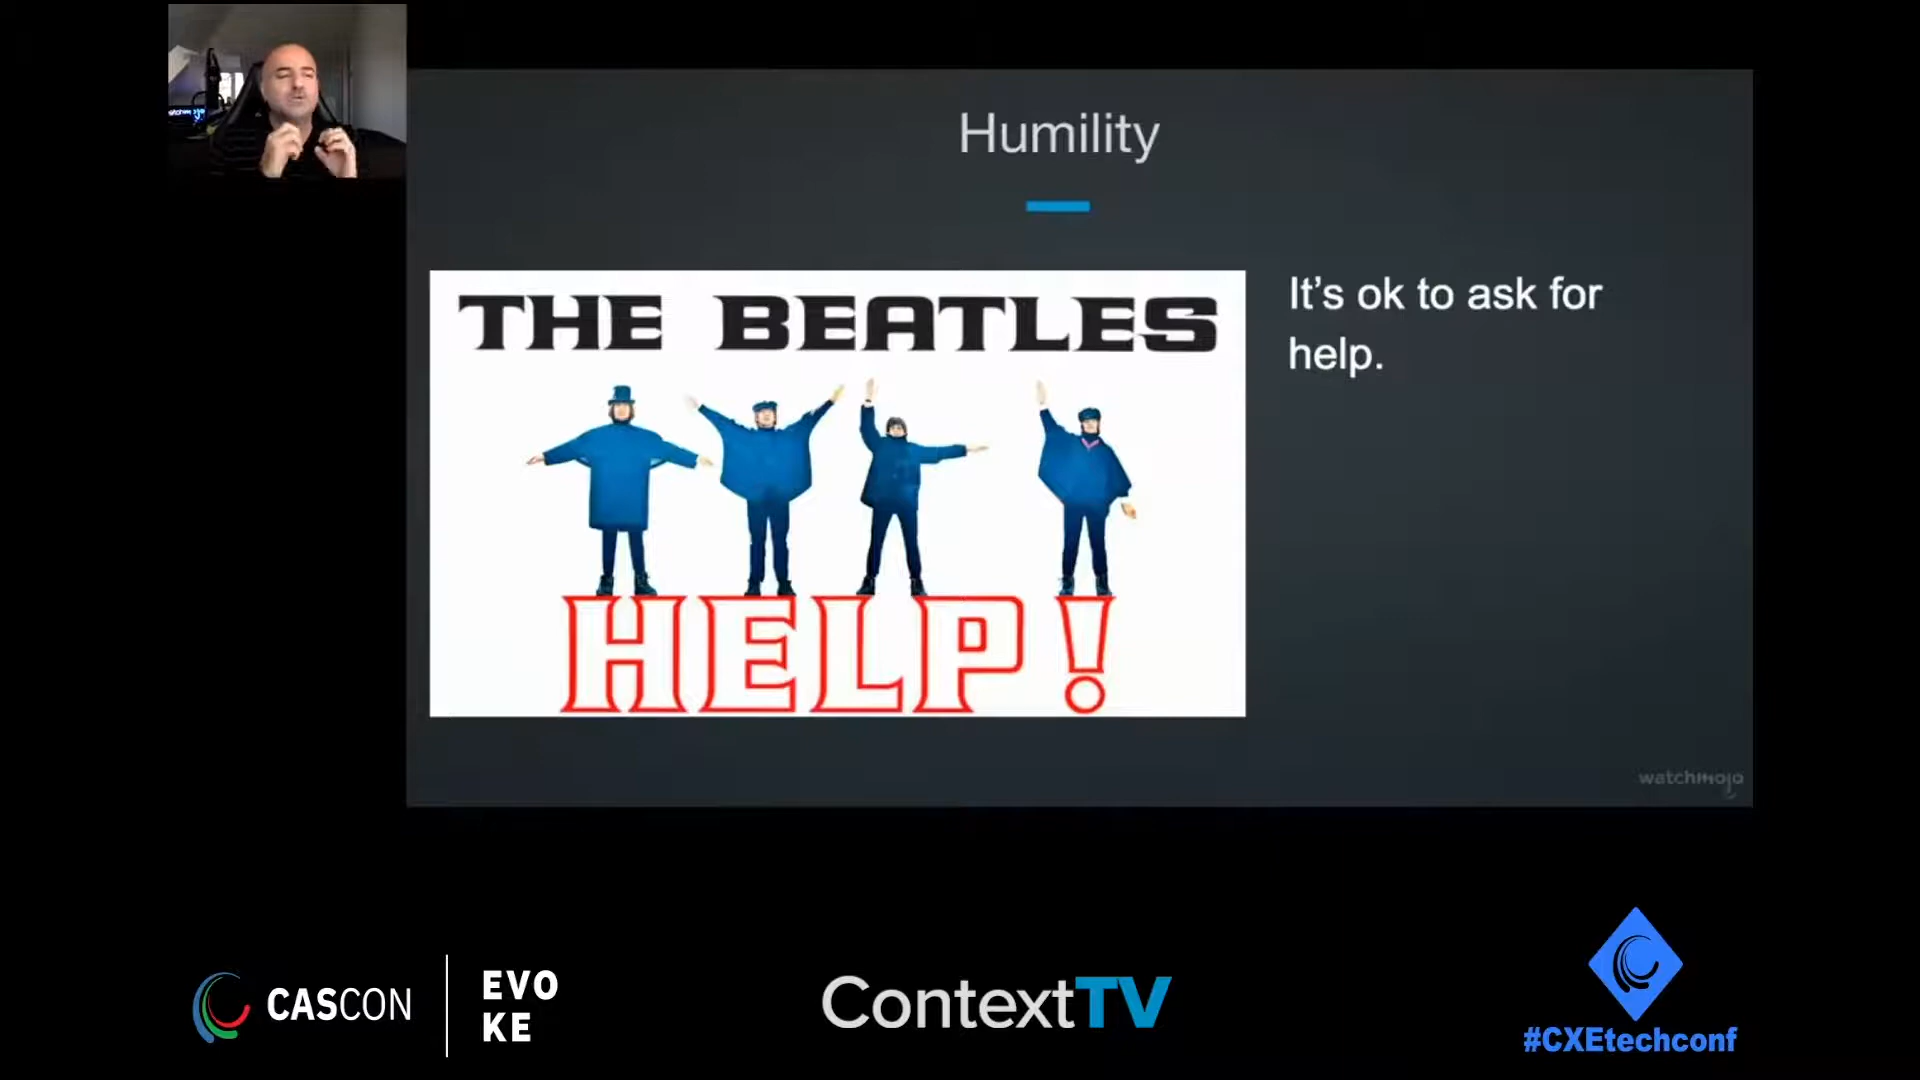 Humility
THE BEATLES
HELP!
It's ok to ask for
help.
watchmojo
CASCON
EVO
KE
ContextTV
#CXEtechconf